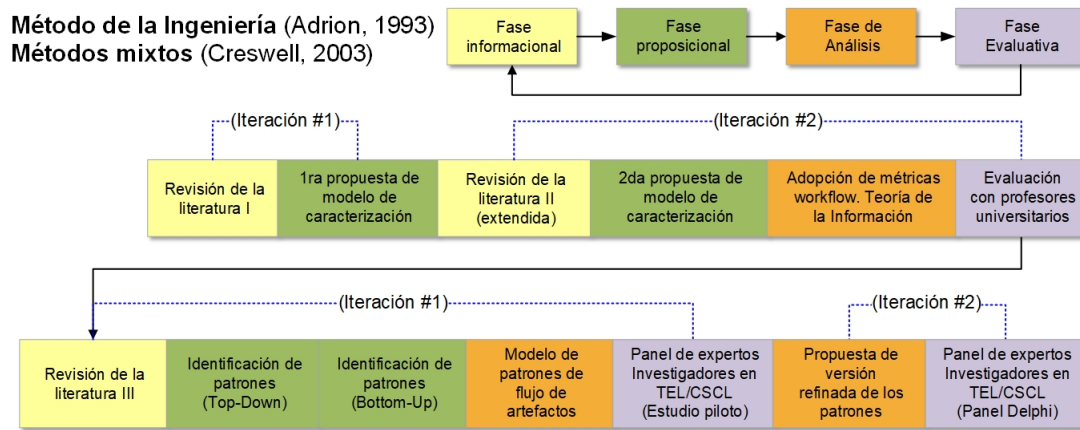 Método de la Ingeniería (Adrion, 1993)
Métodos mixtos (Creswell, 2003)
Fase
informacional
Fase
proposicional
Fase de
Análisis
Fase
Evaluativa
(Iteración #1)
(Iteración #2)
Revisión de la
literatura I
1ra propuesta de
modelo de
caracterización
Revisión de la
literatura II
(extendida)
2da propuesta de
modelo de
caracterización
Adopción de métricas
workflow. Teoría de
la Información
Evaluación
con profesores
universitarios
(Iteración #1)
(Iteración #2)
Revisión de la
literatura III
Identificación de
patrones
(Top-Down)
Identificación de
patrones
(Bottom-Up)
Modelo de
patrones de
flujo de
artefactos
Panel de expertos
Investigadores en
TEL/CSCL
(Estudio piloto)
Propuesta de
versión
refinada de los
patrones
Panel de expertos
Investigadores en
TEL/CSCL
(Panel Delphi)